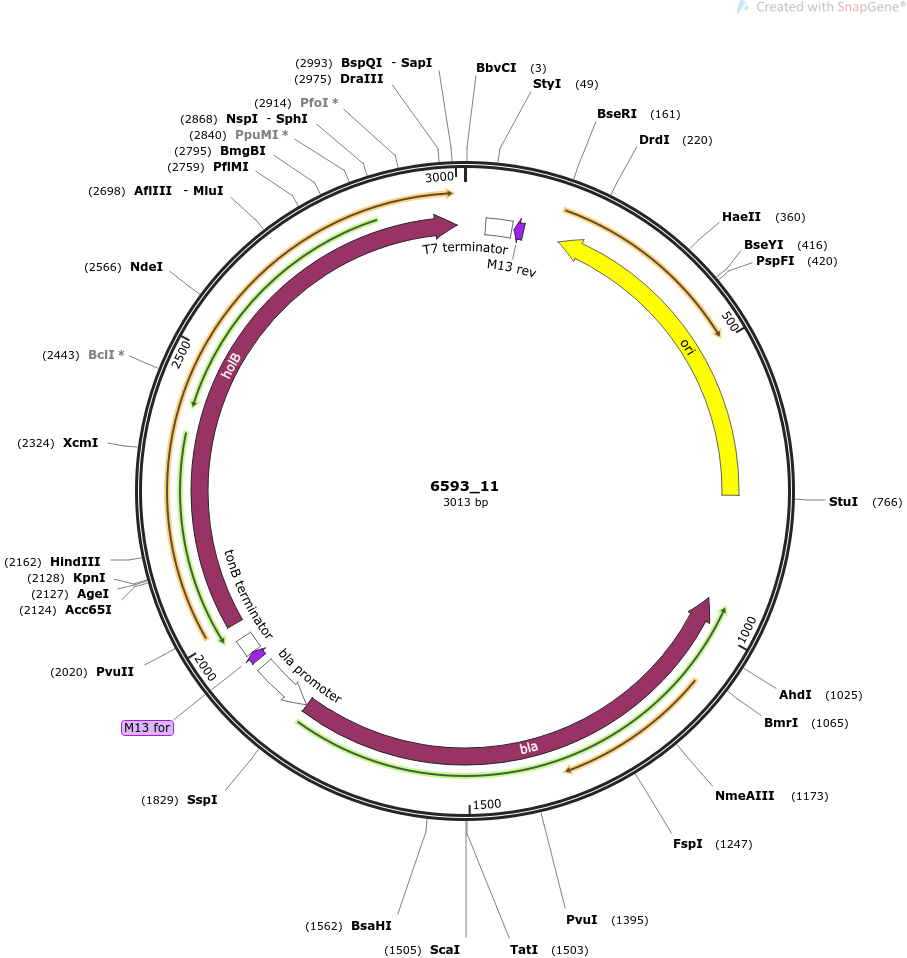 Created with SnapGene®
(2993) BspQI - SapI
(2975) DraIII
(2914) PfoI *
(2868) NspI - SphI
(2840) PpuMI *
(2795) BmgBI
(2759) PflMI
(2698) AflIII - MluI
(2566) NdeI
(2443) BclI *
(2324) XcmI
(2162) HindIII
(2128) KpnI
(2127) AgeI
(2124) Acc65I
(2020) PvuII
M13 for
(1829) SspI
(1562) BsaHI
(1505) ScaI
TatI (1503)
PvuI (1395)
FspI (1247)
NmeAIII (1173)
BmrI (1065)
AhdI (1025)
StuI (766)
PspFI (420)
BseYI (416)
HaeII (360)
DrdI (220)
BseRI (161)
StyI (49)
BbvCI (3)
3000
500
1000
1500
2000
2500
T7 terminator
M13 rev
ori
holB
tonB terminator
bla promoter
bla
6593_11
3013 bp